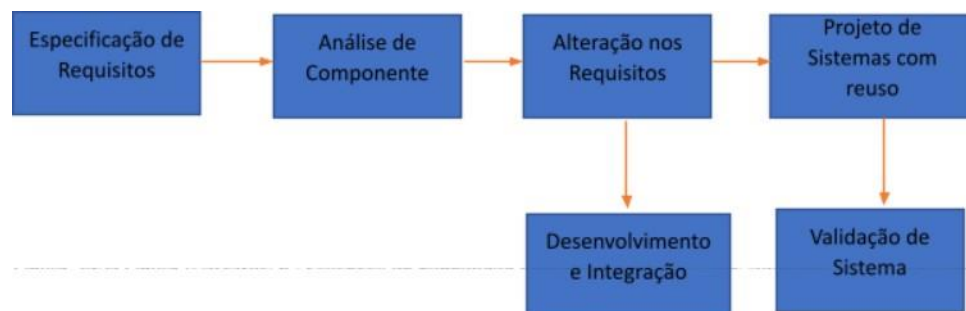 Especificação de
Requisitos
Análise de
Componente
Alteração nos
Requisitos
Projeto de
Sistemas com
reuso
Desenvolvimento
e Integração
Validação de
Sistema